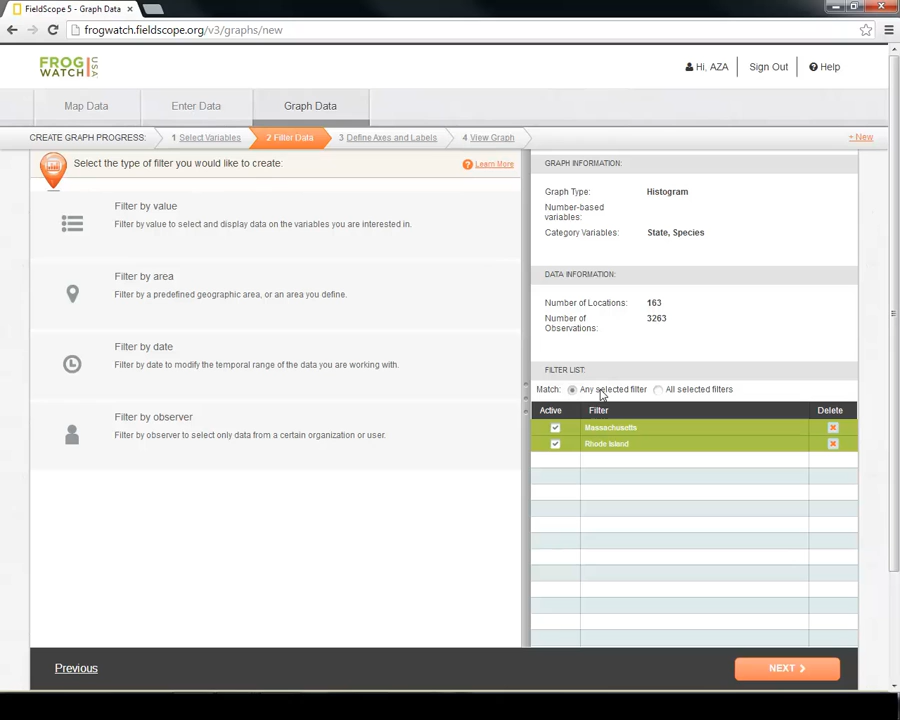 FieldScope 5 - Graph Data
frogwatch.fieldscope.org/v3/graphs/new
FROG WATCH USA
Hi, AZA Sign Out Help
Map Data Enter Data Graph Data
CREATE GRAPH PROGRESS: 1 Select Variables 2 Filter Data 3 Define Axes and Labels 4 View Graph + New
Select the type of filter you would like to create: Learn More
Filter by value
Filter by value to select and display data on the variables you are interested in.
Filter by area
Filter by a predefined geographic area, or an area you define.
Filter by date
Filter by date to modify the temporal range of the data you are working with.
Filter by observer
Filter by observer to select only data from a certain organization or user.
GRAPH INFORMATION:
Graph Type: Histogram
Number-based
variables:
Category Variables: State, Species
DATA INFORMATION:
Number of Locations: 163
Number of 3263
Observations:
FILTER LIST:
Match: Any selected filter All selected filters
Active Filter Delete
Massachusetts
Rhode Island
Previous NEXT